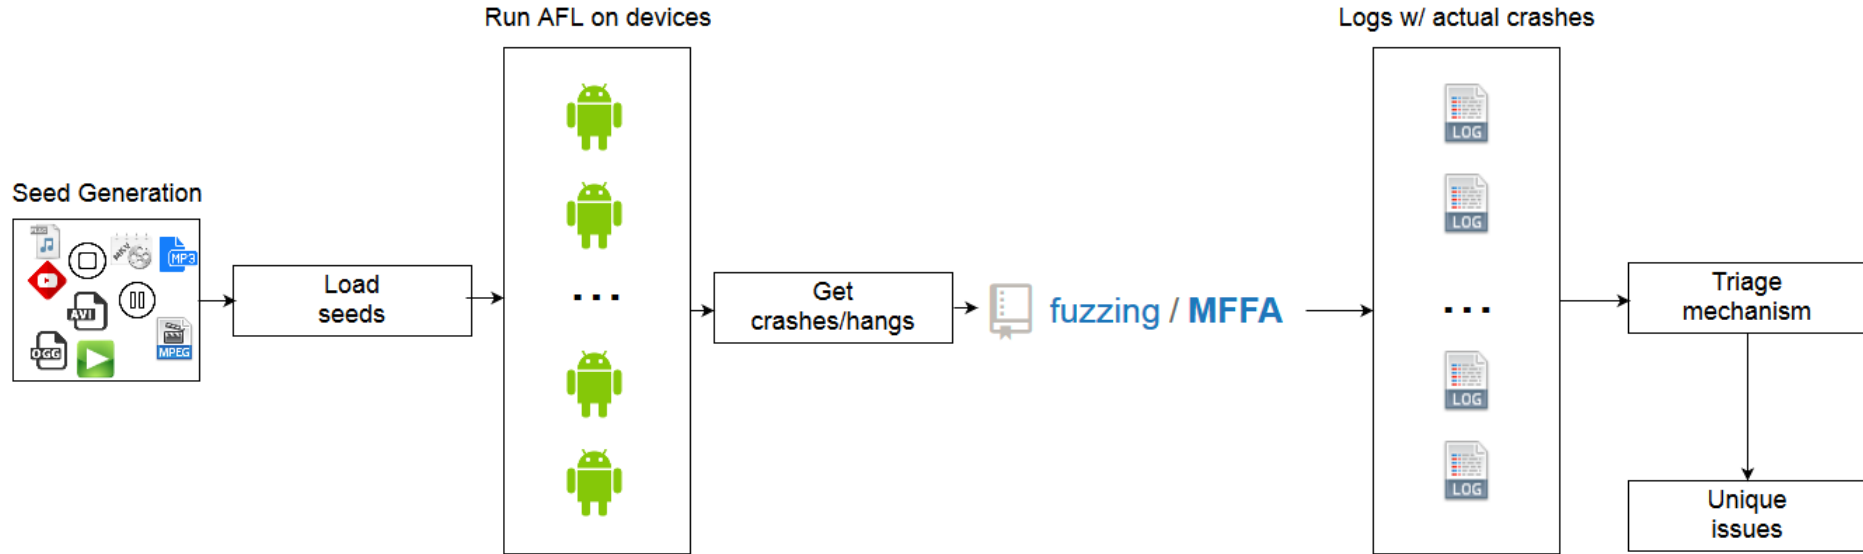 Run AFL on devices
Logs w/ actual crashes
Seed Generation
MKV
MP3
AVI
OGG
MPEG
Load
seeds
...
Get
crashes/hangs
fuzzing / MFFA
LOG
LOG
...
LOG
LOG
Triage
mechanism
Unique
issues